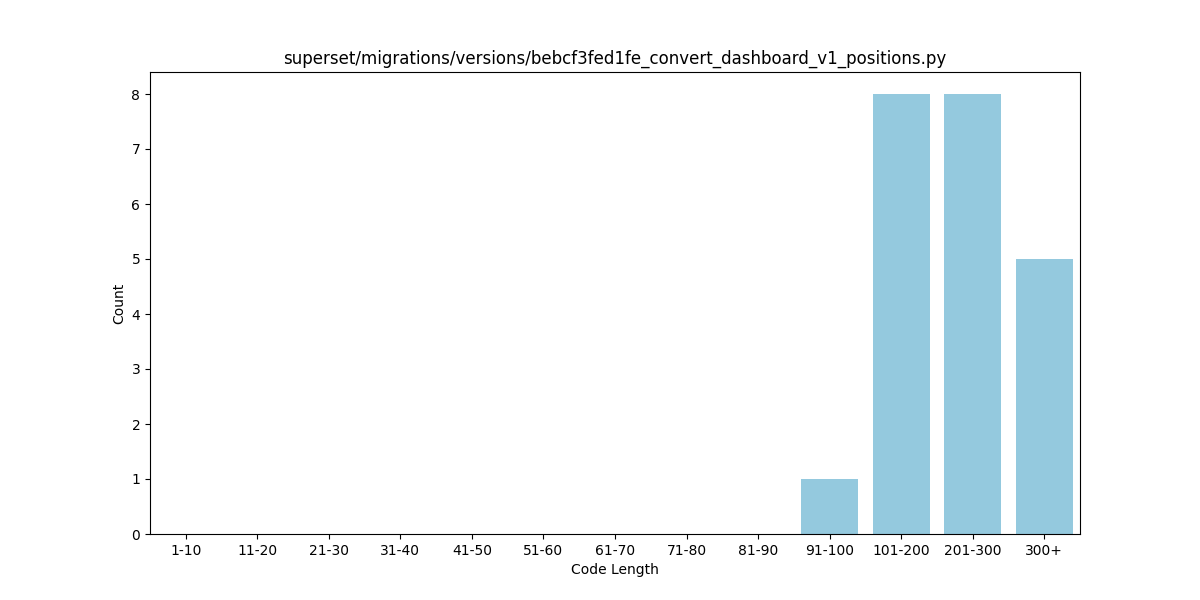 superset/migrations/versions/bebcf3fed1fe_convert_dashboard_v1_positions.py
8
7
6
5
4
3
2
1
0
Count
1-10 11-20 21-30 31-40 41-50 51-60 61-70 71-80 81-90 91-100 101-200 201-300 300+
Code Length